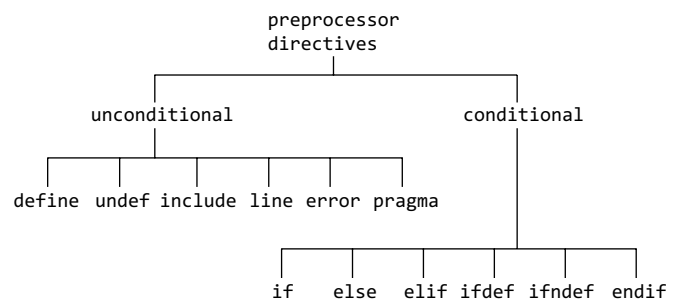 preprocessor
directives
unconditional conditional
define undef include line error pragma
if else elif ifdef ifndef endif